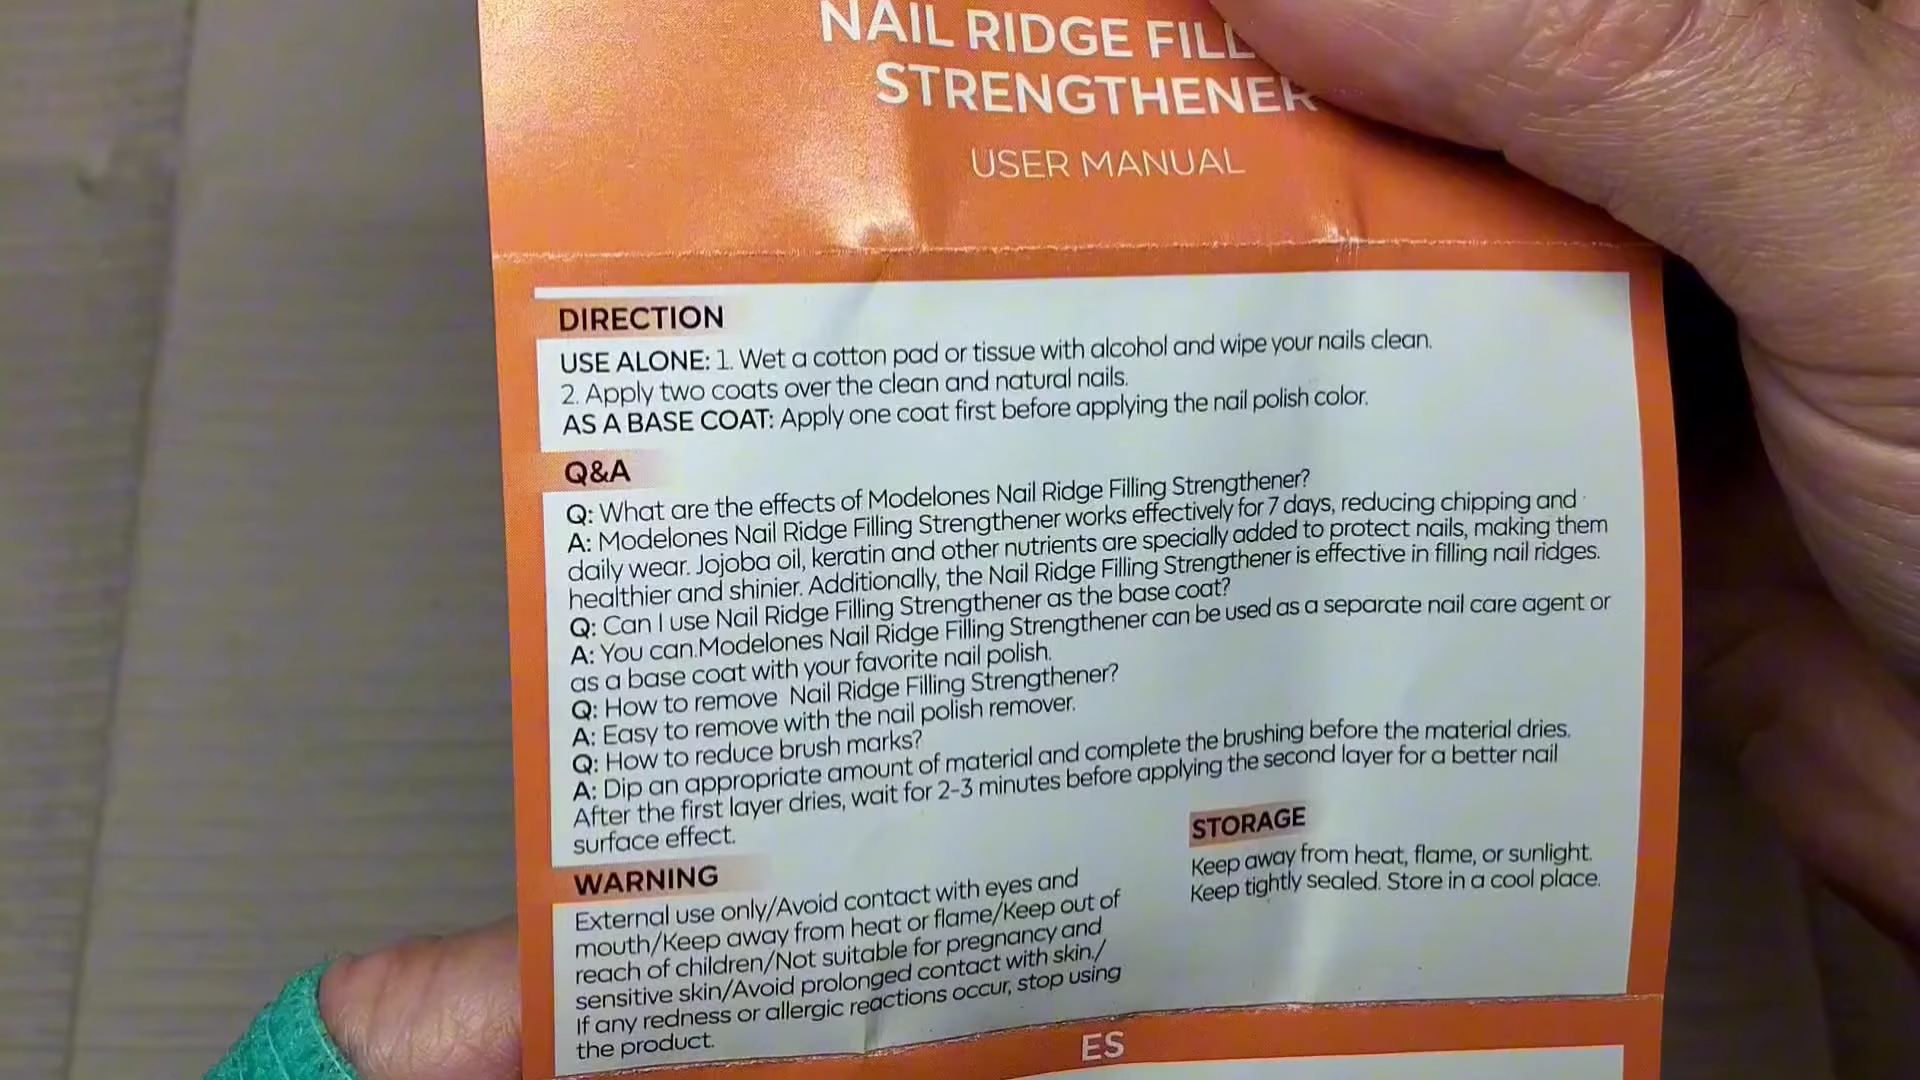 NAIL RIDGE
STRENGTHENER
USER MANUAL
DIRECTION
USE ALONE: 1. Wet a cotton pad or tissue with alcohol and wipe your nails clean.
2. Apply two coats over the clean and natural nails.
AS A BASE COAT: Apply one coat first before applying the nail polish color.
Q&A
Q: What are the effects of Modelones Nail Ridge Filling Strengthener?
A: Modelones Nail Ridge Filling Strengthener works effectively for 7 days, reducing chipping and
daily wear. Jojoba oil, keratin and other nutrients are specially added to protect nails, making them
healthier and shinier. Additionally, the Nail Ridge Filling Strengthener is effective in filling nail ridges.
Q: Can I use Nail Ridge Filling Strengthener as the base coat?
A: You can.Modelones Nail Ridge Filling Strengthener can be used as a separate nail care agent or
as a base coat with your favorite nail polish.
Q: How to remove Nail Ridge Filling Strengthener?
A: Easy to remove with the nail polish remover.
Q: How to reduce brush marks?
A: Dip an appropriate amount of material and complete the brushing before the material dries.
After the first layer dries, wait for 2-3 minutes before applying the second layer for a better nail
surface effect.
WARNING
External use only/Avoid contact with eyes and
mouth/Keep away from heat or flame/Keep out of
reach of children/Not suitable for pregnancy and
sensitive skin/Avoid prolonged contact with skin./
If any redness or allergic reactions occur, stop using
the product.
STORAGE
Keep away from heat, flame, or sunlight.
Keep tightly sealed. Store in a cool place.
ES